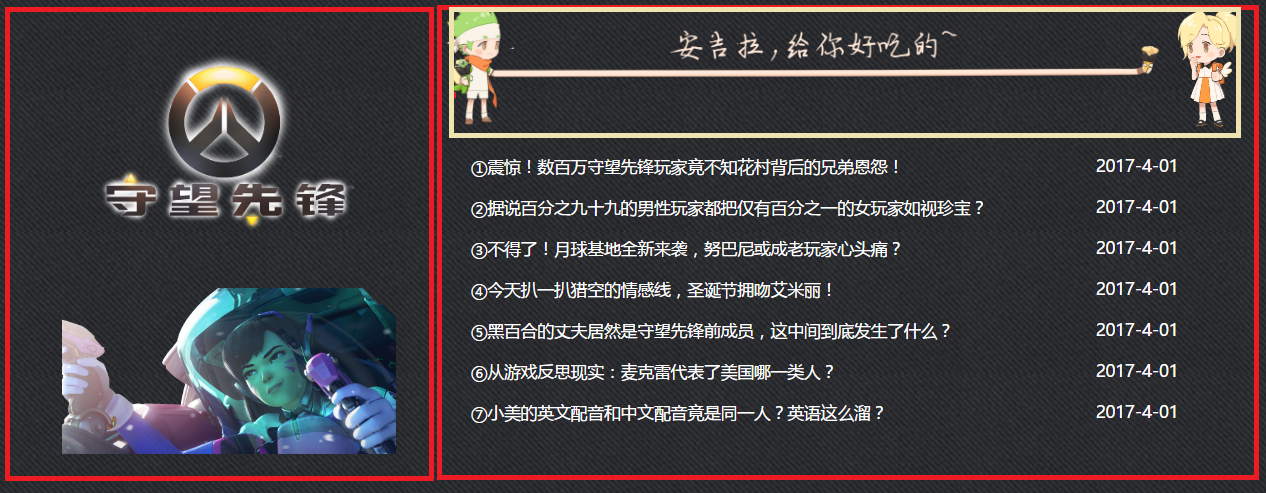 守望先锋
安吉拉,给你好吃的~
①震惊！数百万守望先锋玩家竟不知花村背后的兄弟恩怨！ 2017-4-01
②据说百分之九十九的男性玩家都把仅有百分之一的女玩家如视珍宝？ 2017-4-01
③不得了！月球基地全新来袭，努巴尼或成老玩家心头痛？ 2017-4-01
④今天扒一扒猎空的情感线，圣诞节拥吻艾米丽！ 2017-4-01
⑤黑百合的丈夫居然是守望先锋前成员，这中间到底发生了什么？ 2017-4-01
⑥从游戏反思现实：麦克雷代表了美国哪一类人？ 2017-4-01
⑦小美的英文配音和中文配音竟是同一人？英语这么溜？ 2017-4-01